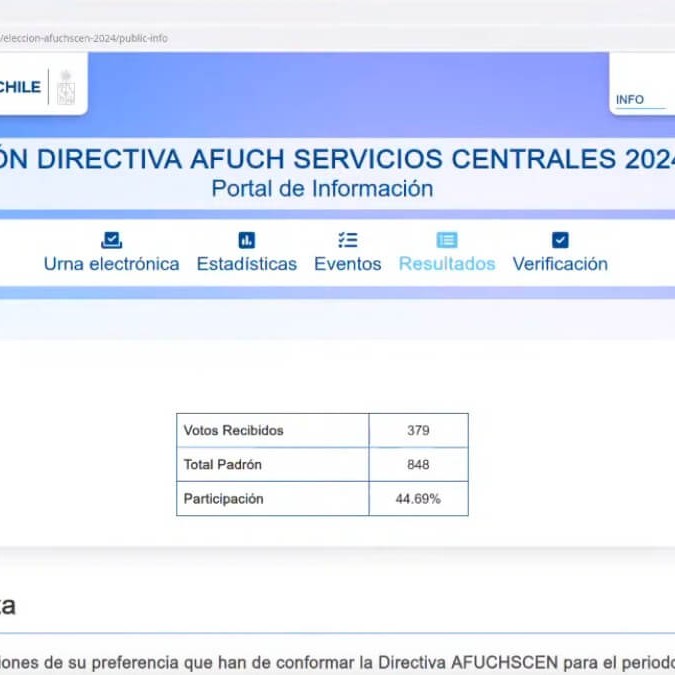 /eleccion-afuchscen-2024/public-info
CHILE
INFO
ÓN DIRECTIVA AFUCH SERVICIOS CENTRALES 2024
Portal de Información
Urna electrónica Estadísticas Eventos Resultados Verificación
Votos Recibidos 379
Total Padrón 848
Participación 44.69%
ta
iones de su preferencia que han de conformar la Directiva AFUCHSCEN para el periodo